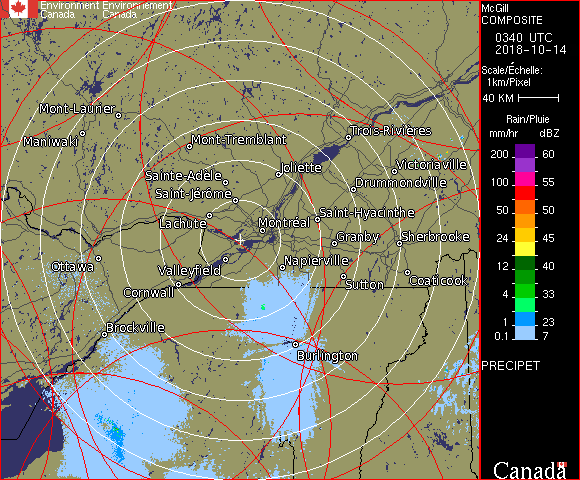 Environment Environnement
Canada Canada
Mont-Laurier
Maniwaki
Mont-Tremblant
Trois-Rivières
Sainte-Adèle
Joliette
Victoriaville
Saint-Jérôme
Drummondville
Lachute
Montréal
Saint-Hyacinthe
Granby
Sherbrooke
Ottawa
Valleyfield
Napierville
Cornwall
Sutton
Coaticook
Brockville
Burlington
McGill
COMPOSITE
0340 UTC
2018-10-14
Scale/Échelle:
1km/Pixel
40 KM
Rain/Pluie
mm/hr dBZ
200 60
155 57
100 55
50 50
24 45
12 40
4 33
1 23
0.1 7
PRECIPET
Canada